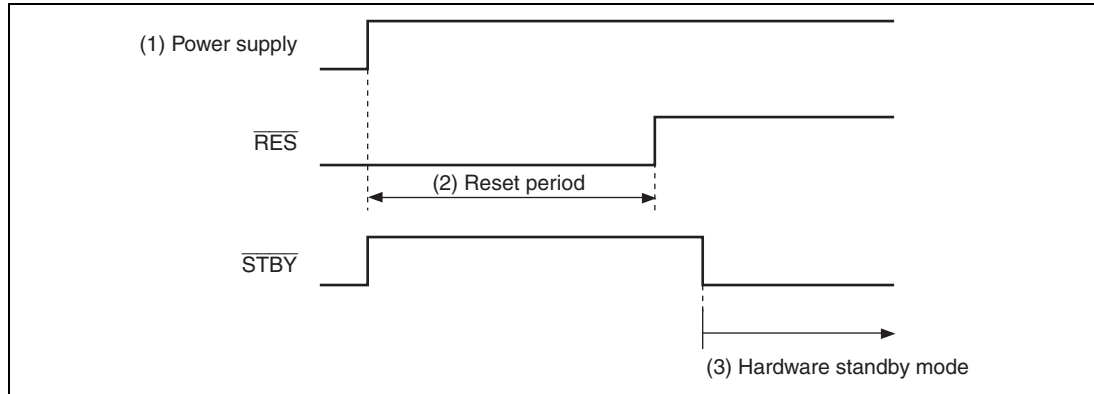 (1) Power supply
RES
(2) Reset period
STBY
(3) Hardware standby mode